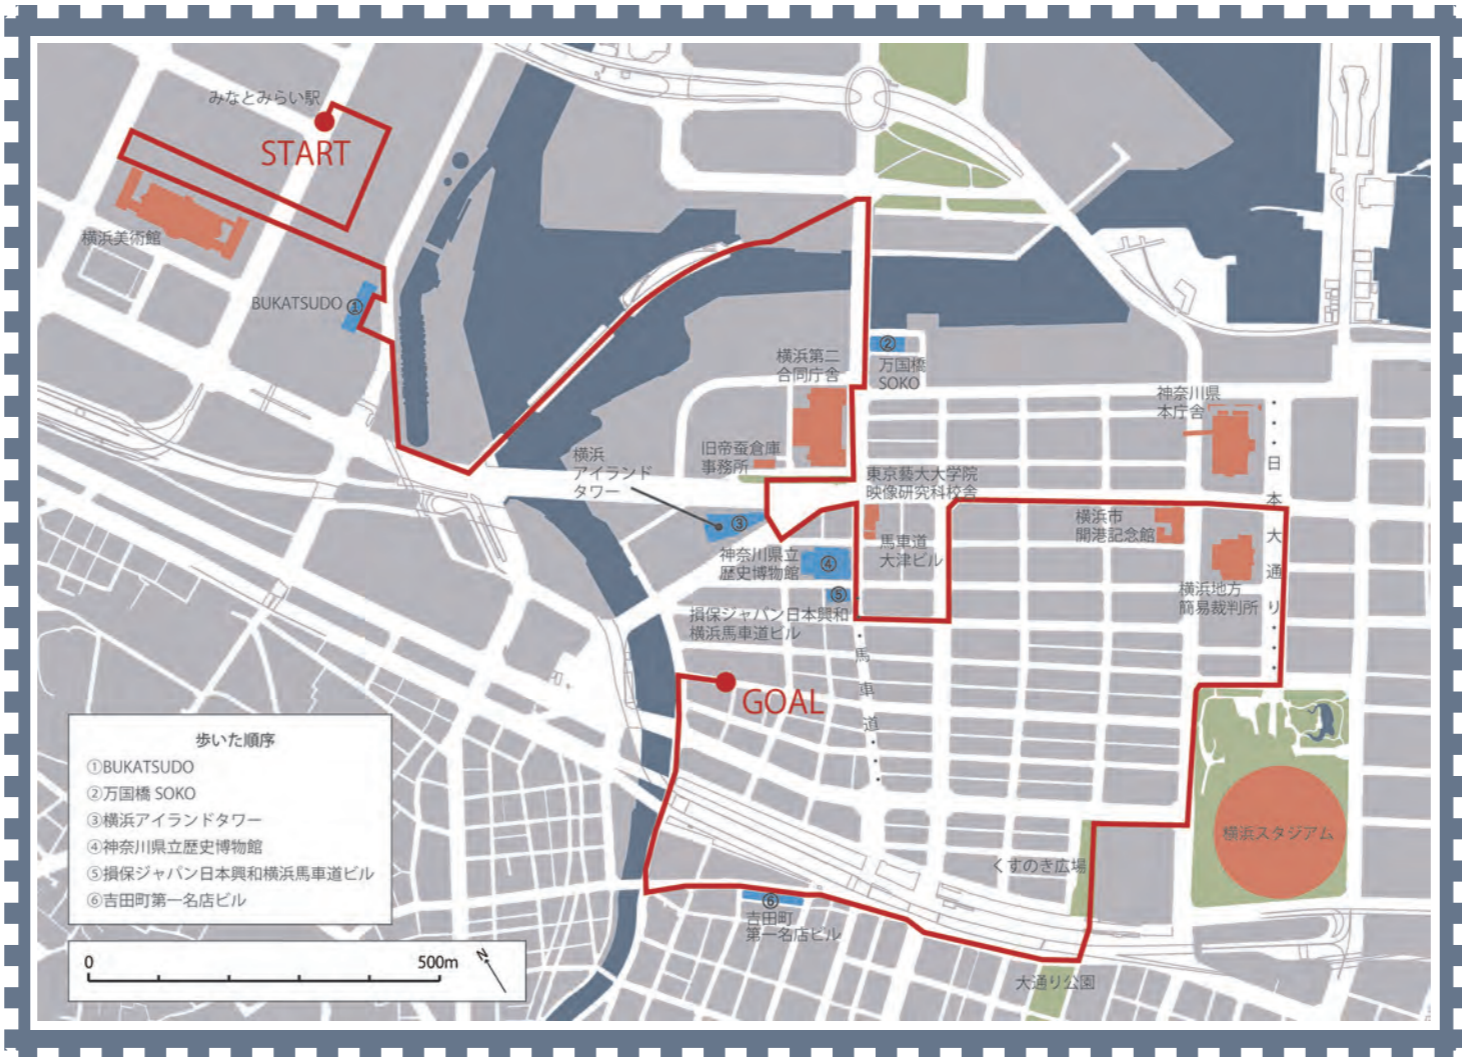 みなとみらい駅
START
横浜美術館
BUKATSUDO ①
②
万国橋
SOKO
横浜第二
合同庁舎
神奈川県
本庁舎
旧帝蚕倉庫
事務所
横浜
アイランド
タワー
③
東京藝大大学院
映像研究科校舎
日本大通り
横浜市
開港記念館
馬車道
大津ビル
神奈川県立
歴史博物館
④
⑤
横浜地方
簡易裁判所
損保ジャパン日本興和
横浜馬車道ビル
馬車道
GOAL
横浜スタジアム
くすのき広場
⑥
吉田町
第一名店ビル
大通り公園
歩いた順序
①BUKATSUDO
②万国橋 SOKO
③横浜アイランドタワー
④神奈川県立歴史博物館
⑤損保ジャパン日本興和横浜馬車道ビル
⑥吉田町第一名店ビル
0 500m
N